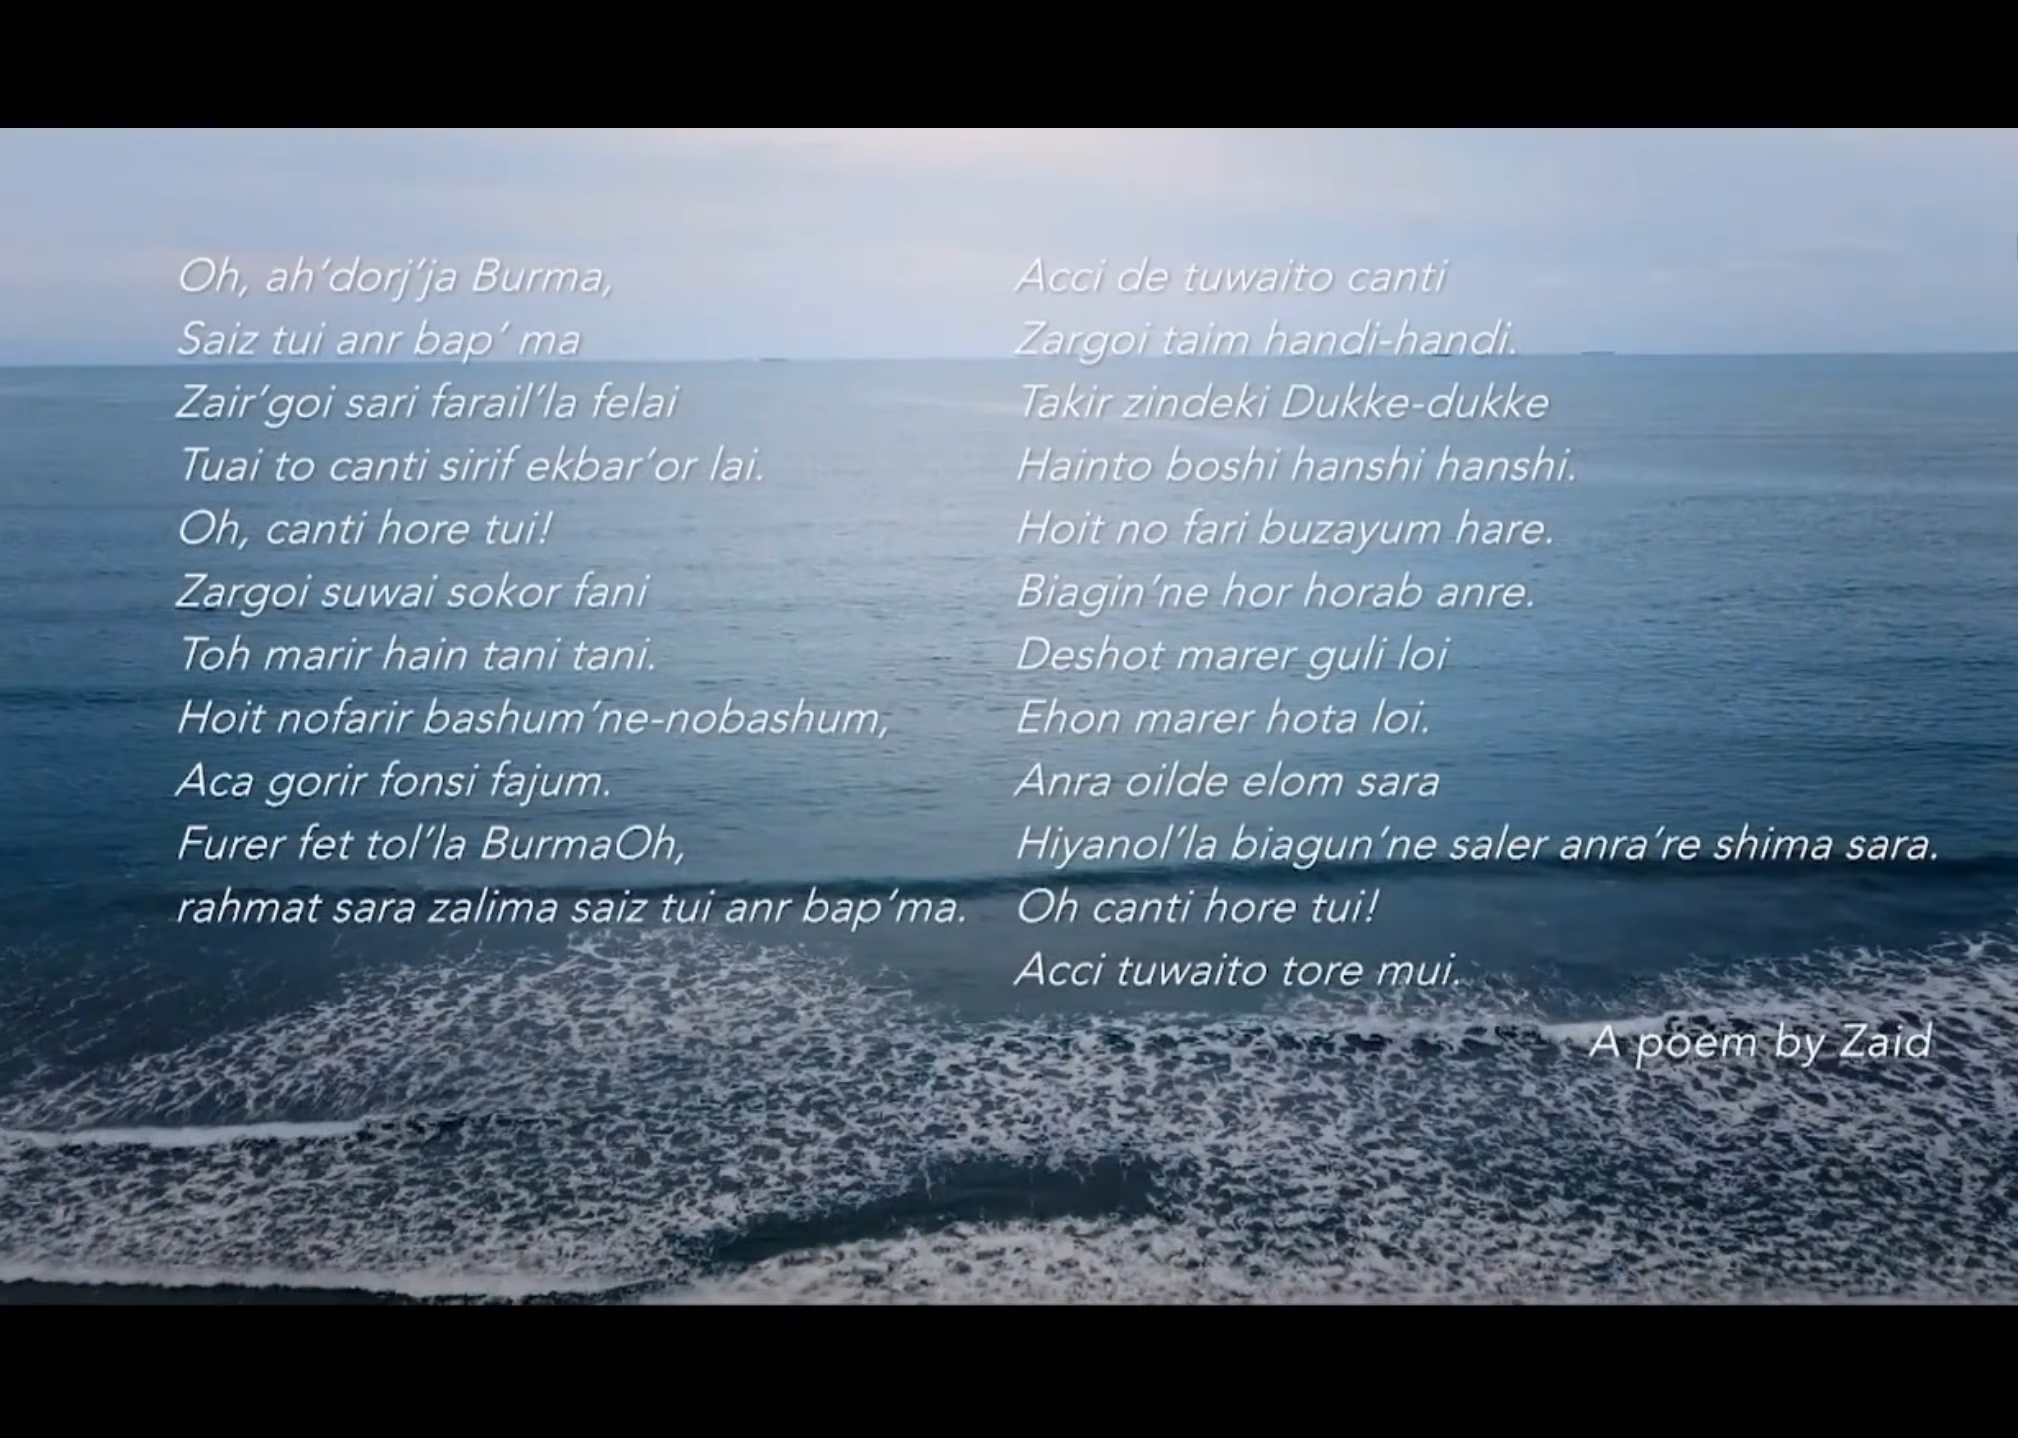 Oh, ah’dorj’ja Burma,
Saiz tui anr bap’ ma
Zair’goi sari farail’la felai
Tuai to canti sirif ekbar’or lai.
Oh, canti hore tui!
Zargoi suwai sokor fani
Toh marir hain tani tani.
Hoit nofarir bashum’ne-nobashum,
Aca gorir fonsi fajum.
Furer fet tol’la BurmaOh,
rahmat sara zalima saiz tui anr bap’ma.
Acci de tuwaito canti
Zargoi taim handi-handi.
Takir zindeki Dukke-dukke
Hainto boshi hanshi hanshi.
Hoit no fari buzayum hare.
Biagin’ne hor horab anre.
Deshot marer guli loi
Ehon marer hota loi.
Anra oilde elom sara
Hiyanol’la biagun’ne saler anra’re shima sara.
Oh canti hore tui!
Acci tuwaito tore mui.
A poem by Zaid